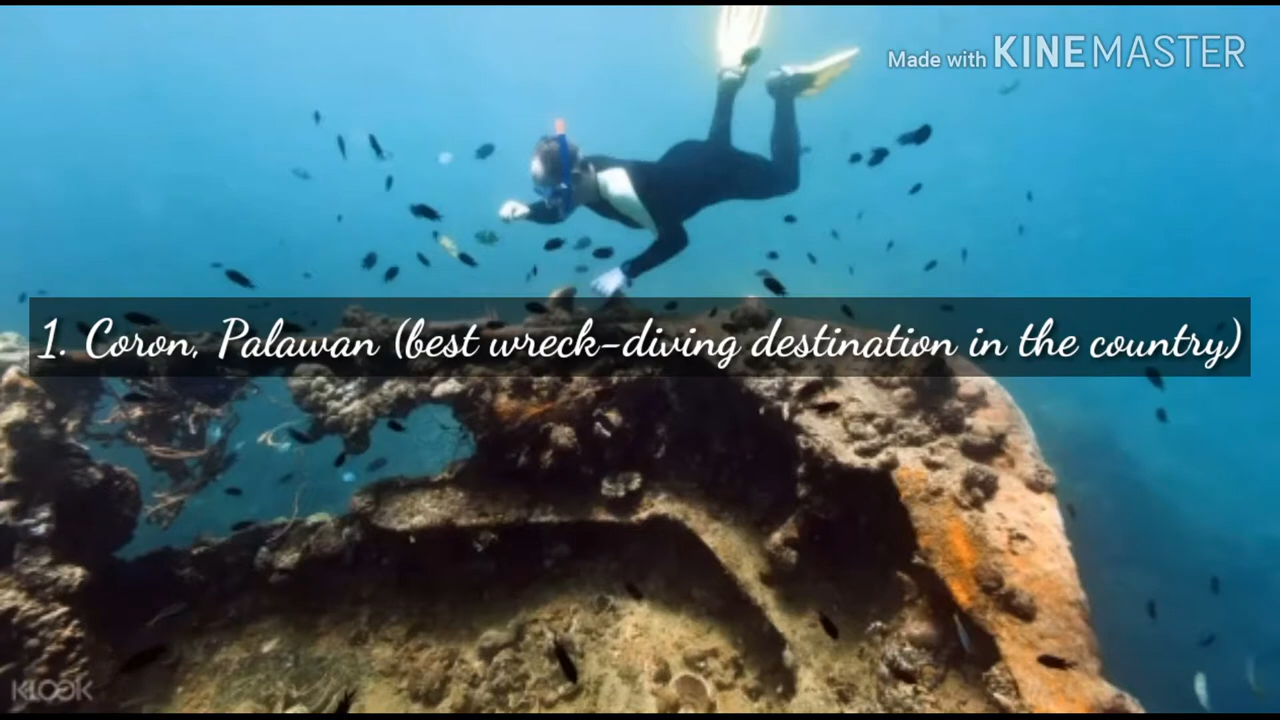 Made with KINEMASTER
1. Coron, Palawan (best wreck-diving destination in the country)
KLOOK